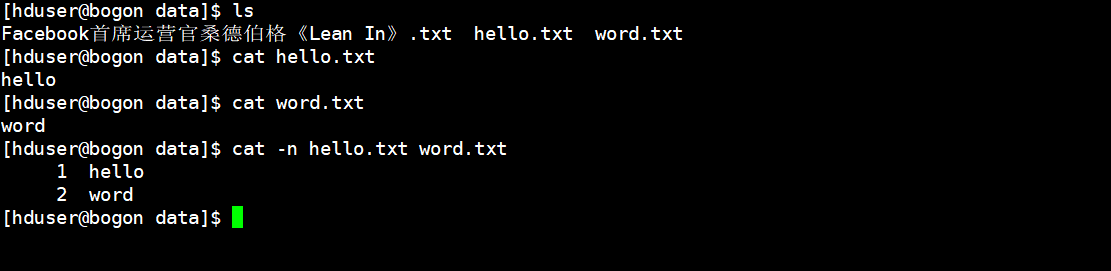 [hduser@bogon data]$ ls
Facebook首席运营官桑德伯格《Lean In》.txt  hello.txt  word.txt
[hduser@bogon data]$ cat hello.txt
hello
[hduser@bogon data]$ cat word.txt
word
[hduser@bogon data]$ cat -n hello.txt word.txt
     1  hello
     2  word
[hduser@bogon data]$